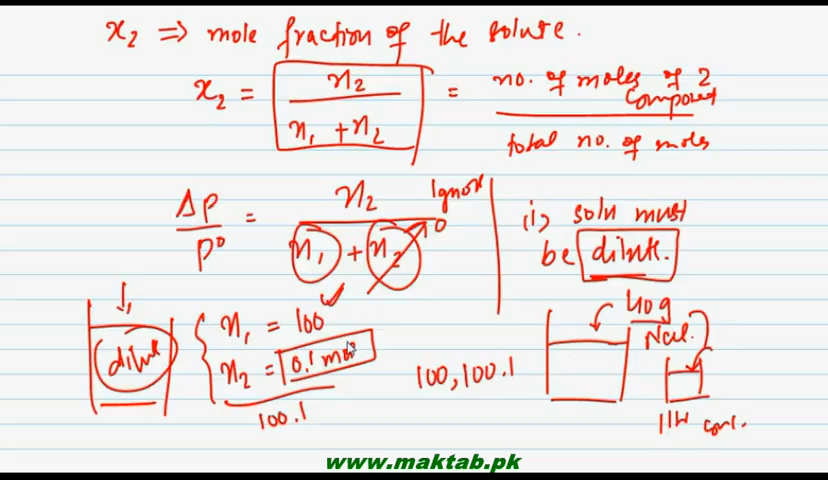 x₂ => mole fraction of the solute.
x₂ = n₂ / (n₁ + n₂) = no. of moles of 2 component / total no. of moles
ΔP / P° = n₂ / (n₁ + n₂) Ignore 0
(i) soln must
be dilute.
dilute
n₁ = 100
n₂ = 0.1 mol
100.1
100, 100.1
40g
NaCl.
conc.
www.maktab.pk